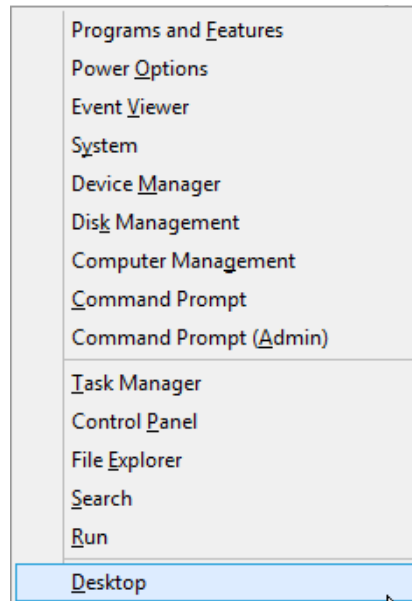 Programs and Features
Power Options
Event Viewer
System
Device Manager
Disk Management
Computer Management
Command Prompt
Command Prompt (Admin)
Task Manager
Control Panel
File Explorer
Search
Run
Desktop